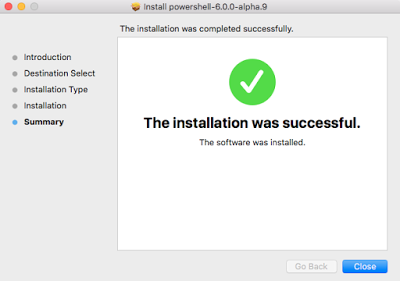 Install powershell-6.0.0-alpha.9
The installation was completed successfully.
Introduction
Destination Select
Installation Type
Installation
Summary
The installation was successful.
The software was installed.
Go Back
Close